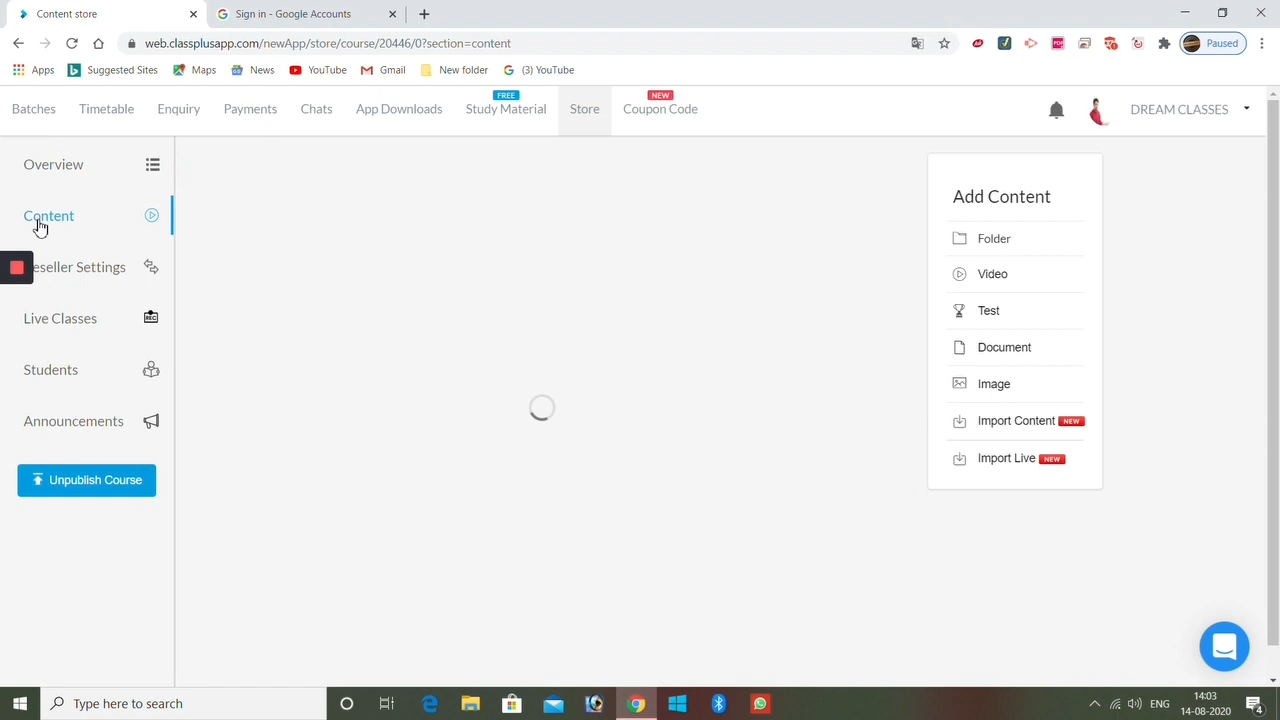 Content store
Sign in - Google Accounts
web.classplusapp.com/newApp/store/course/20446/0?section=content
Paused
Apps
Suggested Sites
Maps
News
YouTube
Gmail
New folder
(3) YouTube
Batches
Timetable
Enquiry
Payments
Chats
App Downloads
FREE
Study Material
Store
NEW
Coupon Code
DREAM CLASSES
Overview
Content
eseller Settings
Live Classes
REC
Students
Announcements
Unpublish Course
Add Content
Folder
Video
Test
Document
Image
Import Content NEW
Import Live NEW
Type here to search
ENG
14:03
14-08-2020
4